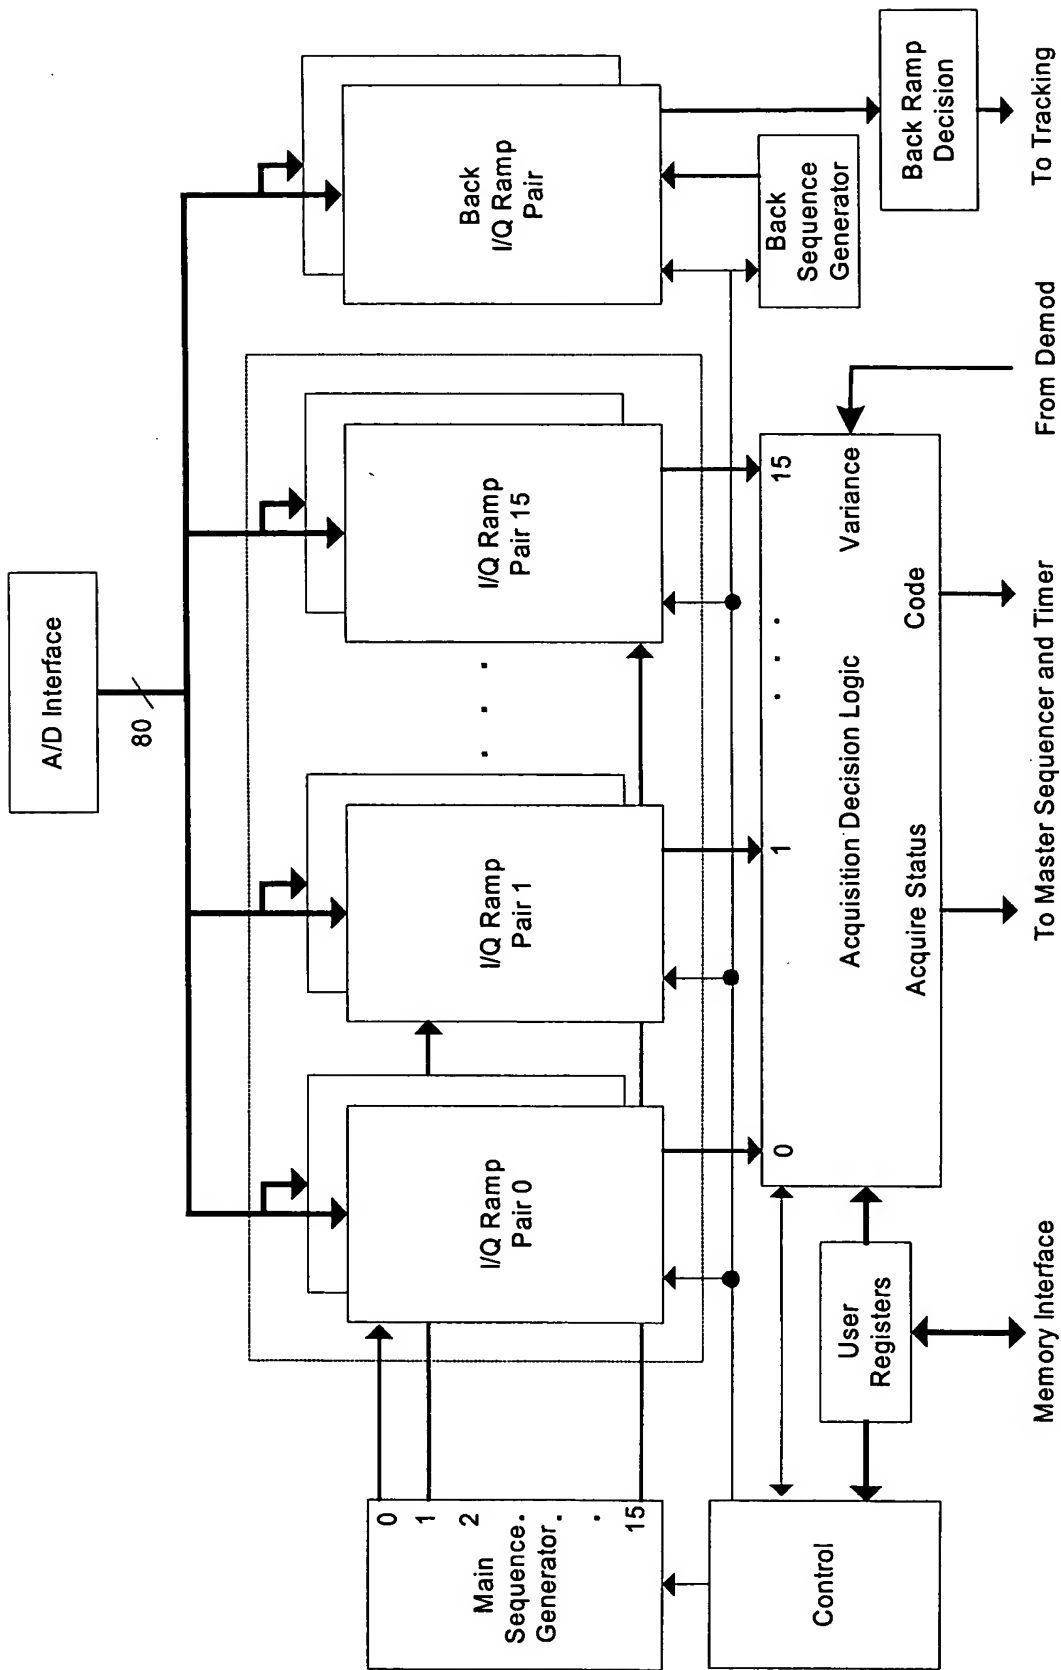 A/D Interface
80
Main
Sequence
Generator
0
1
2
15
I/Q Ramp
Pair 0
I/Q Ramp
Pair 1
I/Q Ramp
Pair 15
Back
I/Q Ramp
Pair
Control
User
Registers
0
1
15
Acquisition Decision Logic
Variance
Acquire Status
Code
Back
Sequence
Generator
Back Ramp
Decision
Memory Interface
To Master Sequencer and Timer
From Demod
To Tracking